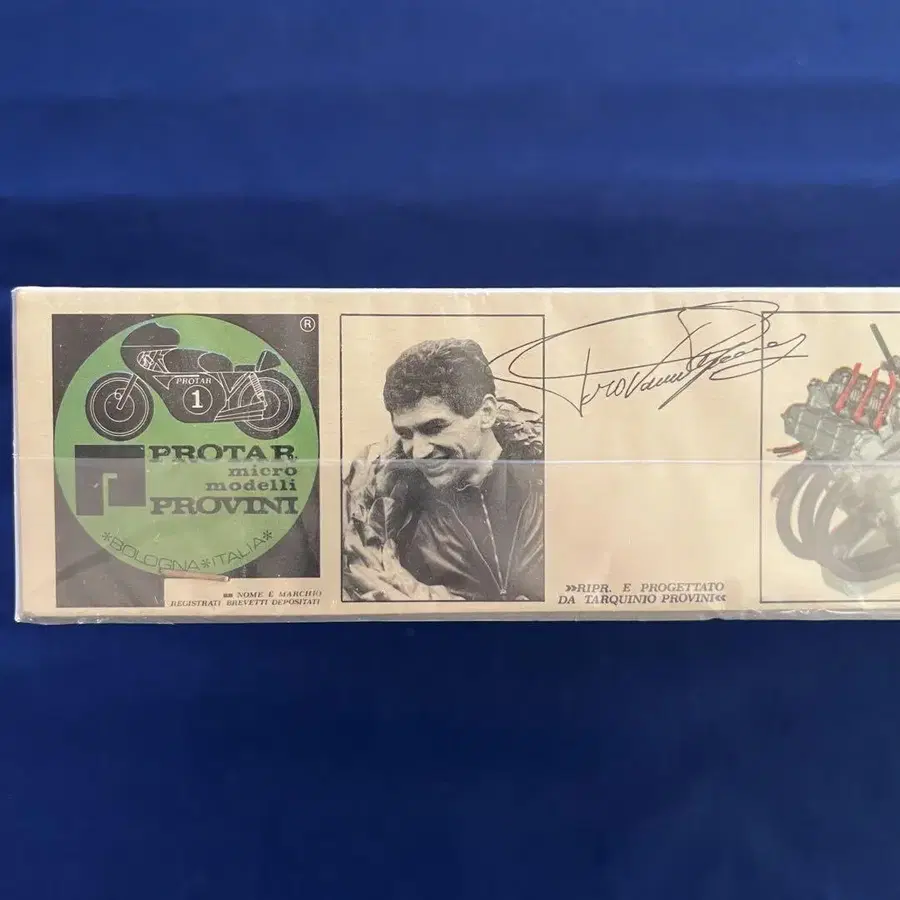 ®
PROTAR
1
PROTAR
micro
modelli
PROVINI
*BOLOGNA*ITALIA*
NOME E MARCHIO
REGISTRATI BREVETTI DEPOSITATI
»RIPR. E PROGETTATO
DA TARQUINIO PROVINI«